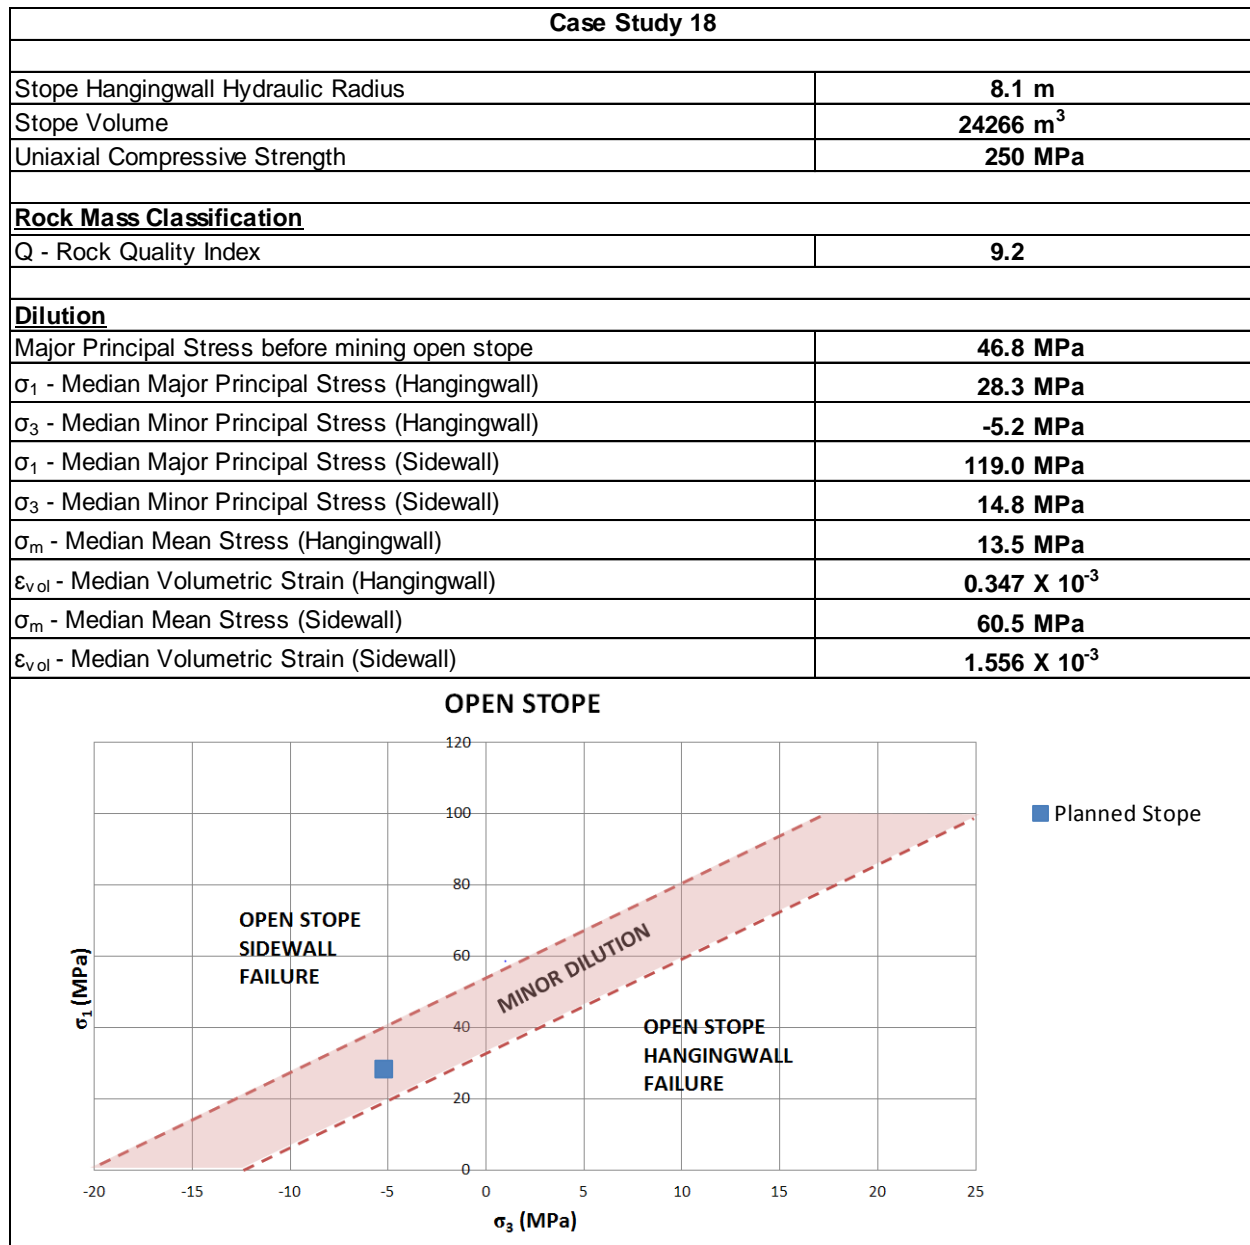 Case Study 18
Stope Hangingwall Hydraulic Radius 8.1 m
Stope Volume 24266 m³
Uniaxial Compressive Strength 250 MPa
Rock Mass Classification
Q - Rock Quality Index 9.2
Dilution
Major Principal Stress before mining open stope 46.8 MPa
σ₁ - Median Major Principal Stress (Hangingwall) 28.3 MPa
σ₃ - Median Minor Principal Stress (Hangingwall) -5.2 MPa
σ₁ - Median Major Principal Stress (Sidewall) 119.0 MPa
σ₃ - Median Minor Principal Stress (Sidewall) 14.8 MPa
σₘ - Median Mean Stress (Hangingwall) 13.5 MPa
εᵥₒₗ - Median Volumetric Strain (Hangingwall) 0.347 X 10⁻³
σₘ - Median Mean Stress (Sidewall) 60.5 MPa
εᵥₒₗ - Median Volumetric Strain (Sidewall) 1.556 X 10⁻³
OPEN STOPE
120
100
80
60
40
20
0
σ₁ (MPa)
OPEN STOPE
SIDEWALL
FAILURE
MINOR DILUTION
OPEN STOPE
HANGINGWALL
FAILURE
Planned Stope
-20 -15 -10 -5 0 5 10 15 20 25
σ₃ (MPa)